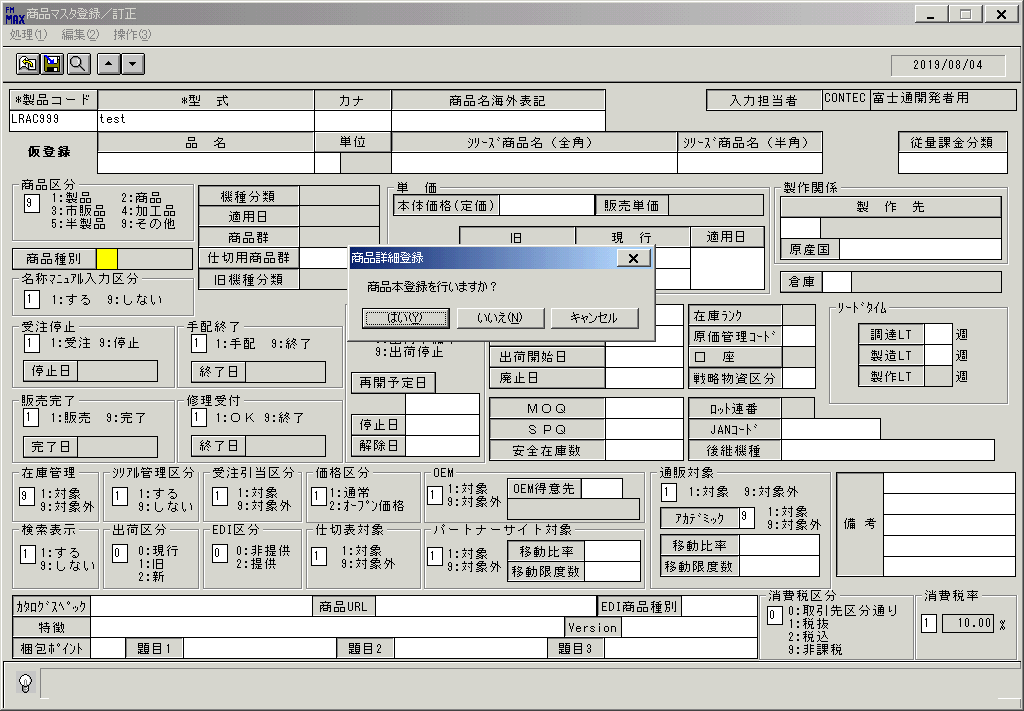 商品マスタ登録／訂正
処理(1) 編集(2) 操作(3)
2019/08/04
*製品コード *型 式 カナ 商品名海外表記 入力担当者 CONTEC 富士通開発者用
LRAC999 test
仮登録 品 名 単位 ｼﾘｰｽﾞ商品名（全角） ｼﾘｰｽﾞ商品名（半角） 従量課金分類
商品区分
9 1:製品 2:商品
3:市販品 4:加工品
5:半製品 9:その他
機種分類
適用日
商品群
仕切用商品群
旧機種分類
単 価
本体価格(定価) 販売単価
旧 現 行 適用日
製作関係
製 作 先
原産国
倉庫
商品種別
名称ﾏﾆｭｱﾙ入力区分
1 1:する 9:しない
商品詳細登録
商品本登録を行いますか？
はい(Y) いいえ(N) キャンセル
受注停止
1 1:受注 9:停止
停止日
手配終了
1 1:手配 9:終了
終了日
9:出荷停止
再開予定日
停止日
解除日
出荷開始日
廃止日
在庫ﾗﾝｸ
原価管理ｺｰﾄﾞ
口 座
戦略物資区分
リードﾀｲﾑ
調達LT 週
製造LT 週
製作LT 週
販売完了
1 1:販売 9:完了
完了日
修理受付
1 1:OK 9:終了
終了日
MOQ
SPQ
安全在庫数
ﾛｯﾄ連番
JANｺｰﾄﾞ
後継機種
在庫管理
9 1:対象
9:対象外
ｼﾘｱﾙ管理区分
1 1:する
9:しない
受注引当区分
1 1:対象
9:対象外
価格区分
1 1:通常
2:ｵｰﾌﾟﾝ価格
OEM
1 1:対象
9:対象外
OEM得意先
通販対象
1 1:対象 9:対象外
ｱｶﾃﾞﾐｯｸ 9 1:対象
9:対象外
移動比率
移動限度数
備 考
検索表示
1 1:する
9:しない
出荷区分
0 0:現行
1:旧
2:新
EDI区分
0 0:非提供
2:提供
仕切表対象
1 1:対象
9:対象外
パートナーサイト対象
1 1:対象
9:対象外
移動比率
移動限度数
ｶﾀﾛｸﾞｽﾍﾟｯｸ 商品URL EDI商品種別
特徴 Version
梱包ﾎﾟｲﾝﾄ 題目1 題目2 題目3
消費税区分
0 0:取引先区分通り
1:税抜
2:税込
9:非課税
消費税率
1 10.00 %